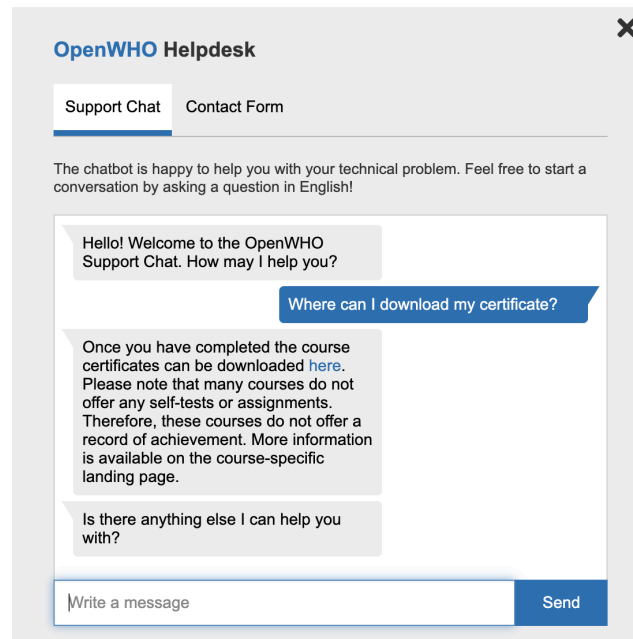 OpenWHO Helpdesk
Support Chat
Contact Form
The chatbot is happy to help you with your technical problem. Feel free to start a
conversation by asking a question in English!
Hello! Welcome to the OpenWHO
Support Chat. How may I help you?
Where can I download my certificate?
Once you have completed the course
certificates can be downloaded here.
Please note that many courses do not
offer any self-tests or assignments.
Therefore, these courses do not offer a
record of achievement. More information
is available on the course-specific
landing page.
Is there anything else I can help you
with?
Write a message
Send